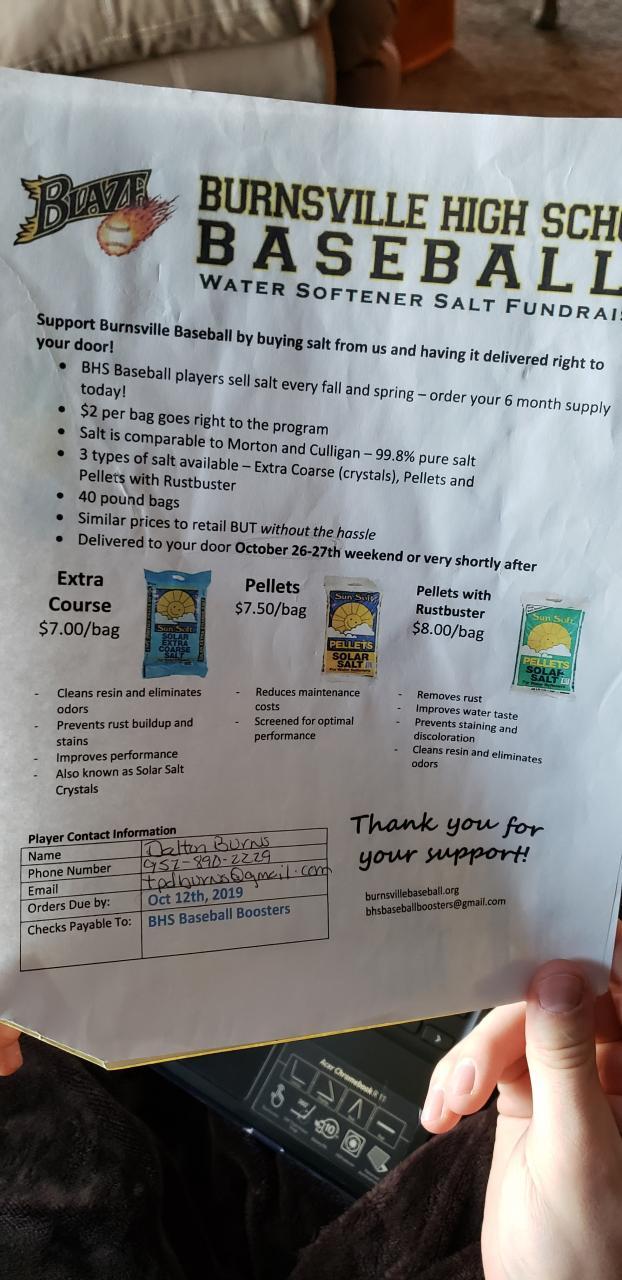 BLAZE
BURNSVILLE HIGH SCHO
BASEBALL
WATER SOFTENER SALT FUNDRAI
Support Burnsville Baseball by buying salt from us and having it delivered right to
your door!
• BHS Baseball players sell salt every fall and spring – order your 6 month supply
today!
• $2 per bag goes right to the program
• Salt is comparable to Morton and Culligan – 99.8% pure salt
• 3 types of salt available – Extra Coarse (crystals), Pellets and
Pellets with Rustbuster
• 40 pound bags
• Similar prices to retail BUT without the hassle
• Delivered to your door October 26-27th weekend or very shortly after
Extra
Course
$7.00/bag
Sun Soft
SOLAR
EXTRA
COARSE
SALT
- Cleans resin and eliminates
odors
- Prevents rust buildup and
stains
- Improves performance
- Also known as Solar Salt
Crystals
Pellets
$7.50/bag
Sun Soft
PELLETS
SOLAR
SALT
- Reduces maintenance
costs
- Screened for optimal
performance
Pellets with
Rustbuster
$8.00/bag
Sun Soft
PELLETS
SOLAR
SALT
- Removes rust
- Improves water taste
- Prevents staining and
discoloration
- Cleans resin and eliminates
odors
Player Contact Information
Name Dalton Burns
Phone Number 952-890-2229
Email tpdburns@gmail.com
Orders Due by: Oct 12th, 2019
Checks Payable To: BHS Baseball Boosters
Thank you for
your support!
burnsvillebaseball.org
bhsbaseballboosters@gmail.com
Acer Chromebook R 11
10